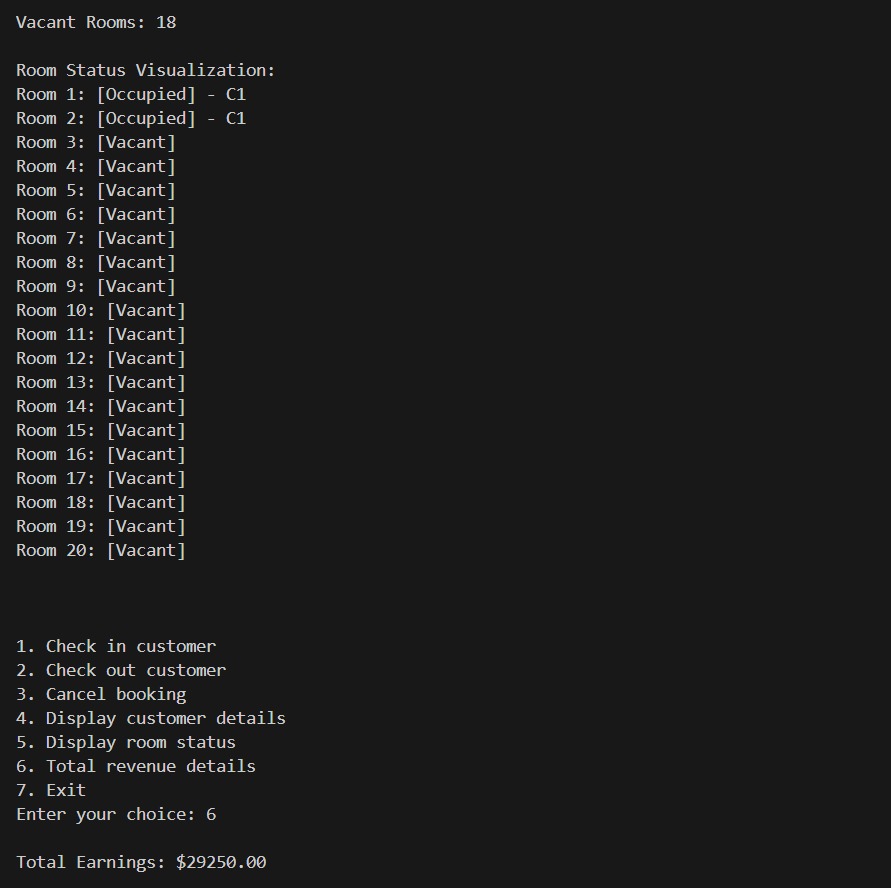 Vacant Rooms: 18
Room Status Visualization:
Room 1: [Occupied] - C1
Room 2: [Occupied] - C1
Room 3: [Vacant]
Room 4: [Vacant]
Room 5: [Vacant]
Room 6: [Vacant]
Room 7: [Vacant]
Room 8: [Vacant]
Room 9: [Vacant]
Room 10: [Vacant]
Room 11: [Vacant]
Room 12: [Vacant]
Room 13: [Vacant]
Room 14: [Vacant]
Room 15: [Vacant]
Room 16: [Vacant]
Room 17: [Vacant]
Room 18: [Vacant]
Room 19: [Vacant]
Room 20: [Vacant]
1. Check in customer
2. Check out customer
3. Cancel booking
4. Display customer details
5. Display room status
6. Total revenue details
7. Exit
Enter your choice: 6
Total Earnings: $29250.00